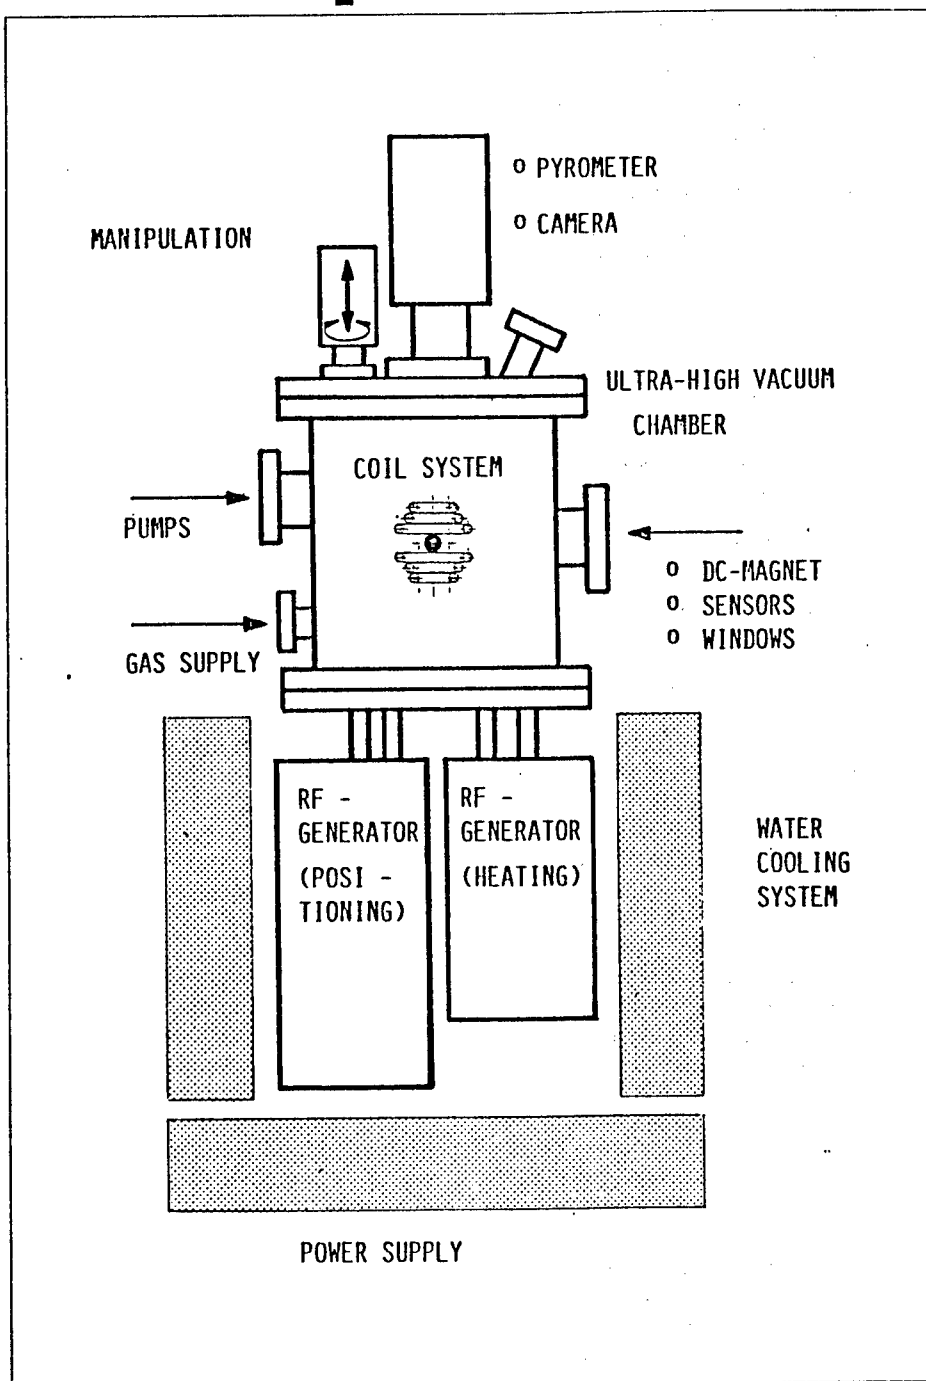 o PYROMETER
o CAMERA
MANIPULATION
ULTRA-HIGH VACUUM
CHAMBER
COIL SYSTEM
PUMPS
o DC-MAGNET
o SENSORS
o WINDOWS
GAS SUPPLY
RF -
GENERATOR
(POSI -
TIONING)
RF -
GENERATOR
(HEATING)
WATER
COOLING
SYSTEM
POWER SUPPLY